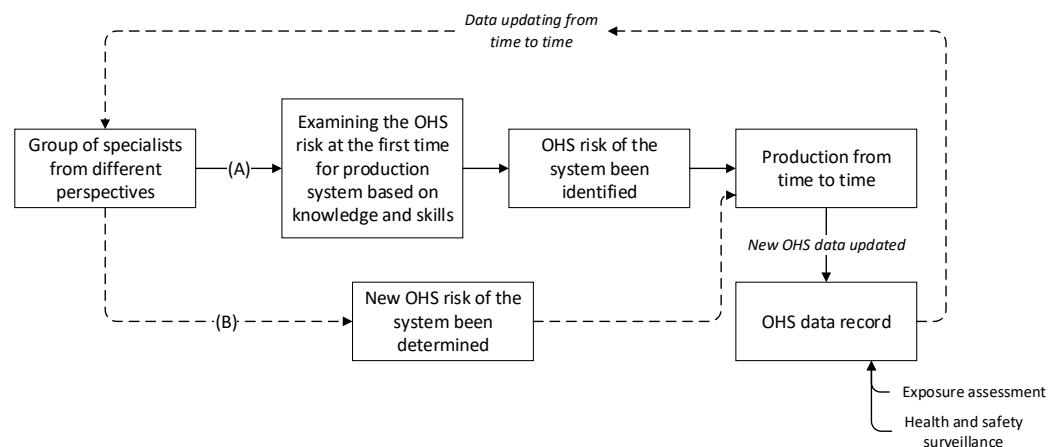 Data updating from
time to time
Group of specialists
from different
perspectives
(A)
Examining the OHS
risk at the first time
for production
system based on
knowledge and skills
OHS risk of the
system been
identified
Production from
time to time
New OHS data updated
(B)
New OHS risk of the
system been
determined
OHS data record
Exposure assessment
Health and safety
surveillance